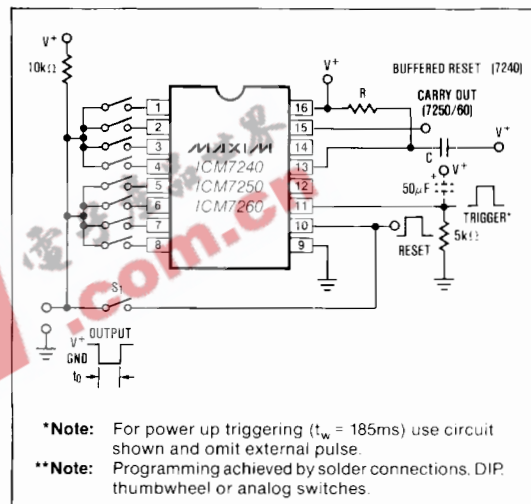 V+
10kΩ
V+
BUFFERED RESET (7240)
R
CARRY OUT
(7250/60)
V+
1
2
3
4
5
6
7
8
MAXIM
ICM7240
ICM7250
ICM7260
16
15
14
13
12
11
10
9
C
V+
+
50µF
TRIGGER*
5kΩ
RESET
S1
V+ OUTPUT
GND
to
.com.cn
*Note: For power up triggering (tw = 185ms) use circuit
shown and omit external pulse.
**Note: Programming achieved by solder connections, DIP,
thumbwheel or analog switches.